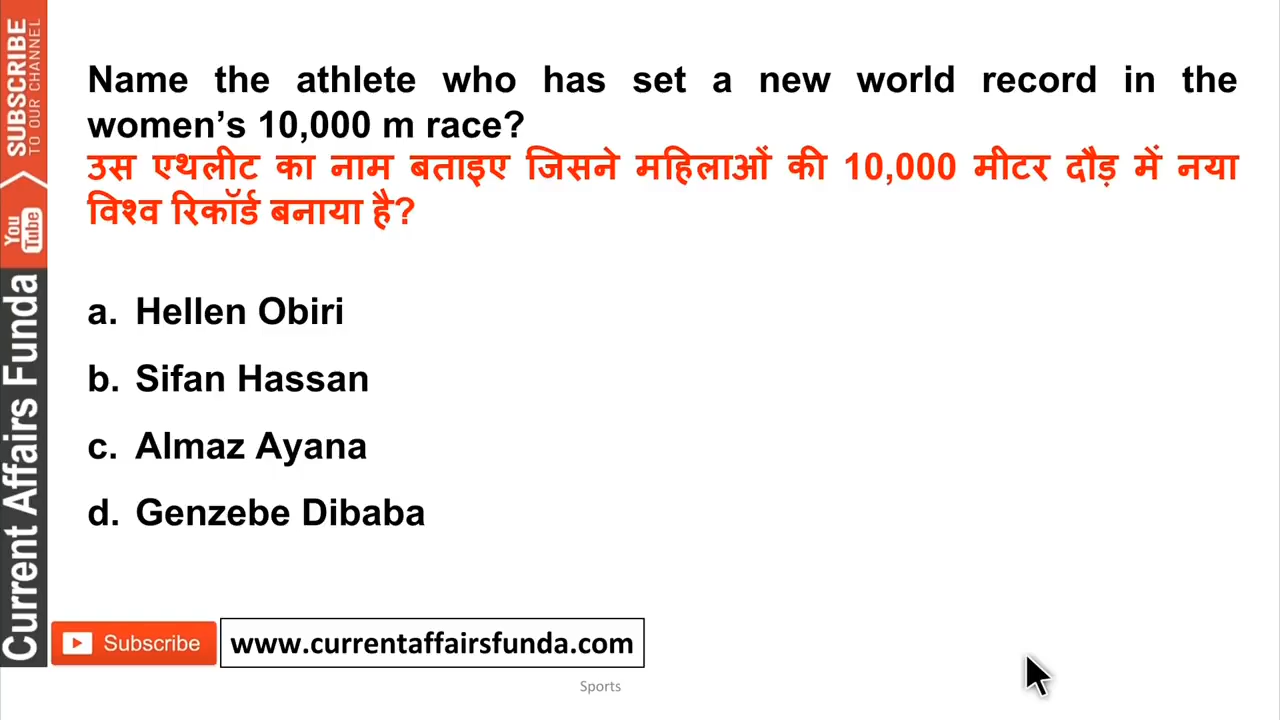 Name the athlete who has set a new world record in the
women’s 10,000 m race?
उस एथलीट का नाम बताइए जिसने महिलाओं की 10,000 मीटर दौड़ में नया
विश्व रिकॉर्ड बनाया है?
a. Hellen Obiri
b. Sifan Hassan
c. Almaz Ayana
d. Genzebe Dibaba
SUBSCRIBE
TO OUR CHANNEL
You
Tube
Current Affairs Funda
Subscribe
www.currentaffairsfunda.com
Sports